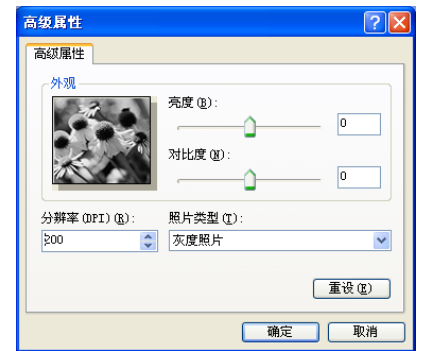 高级属性
高级属性
外观
亮度(B):
0
对比度(N):
0
分辨率(DPI)(R):
照片类型(T):
200
灰度照片
重设(E)
确定
取消